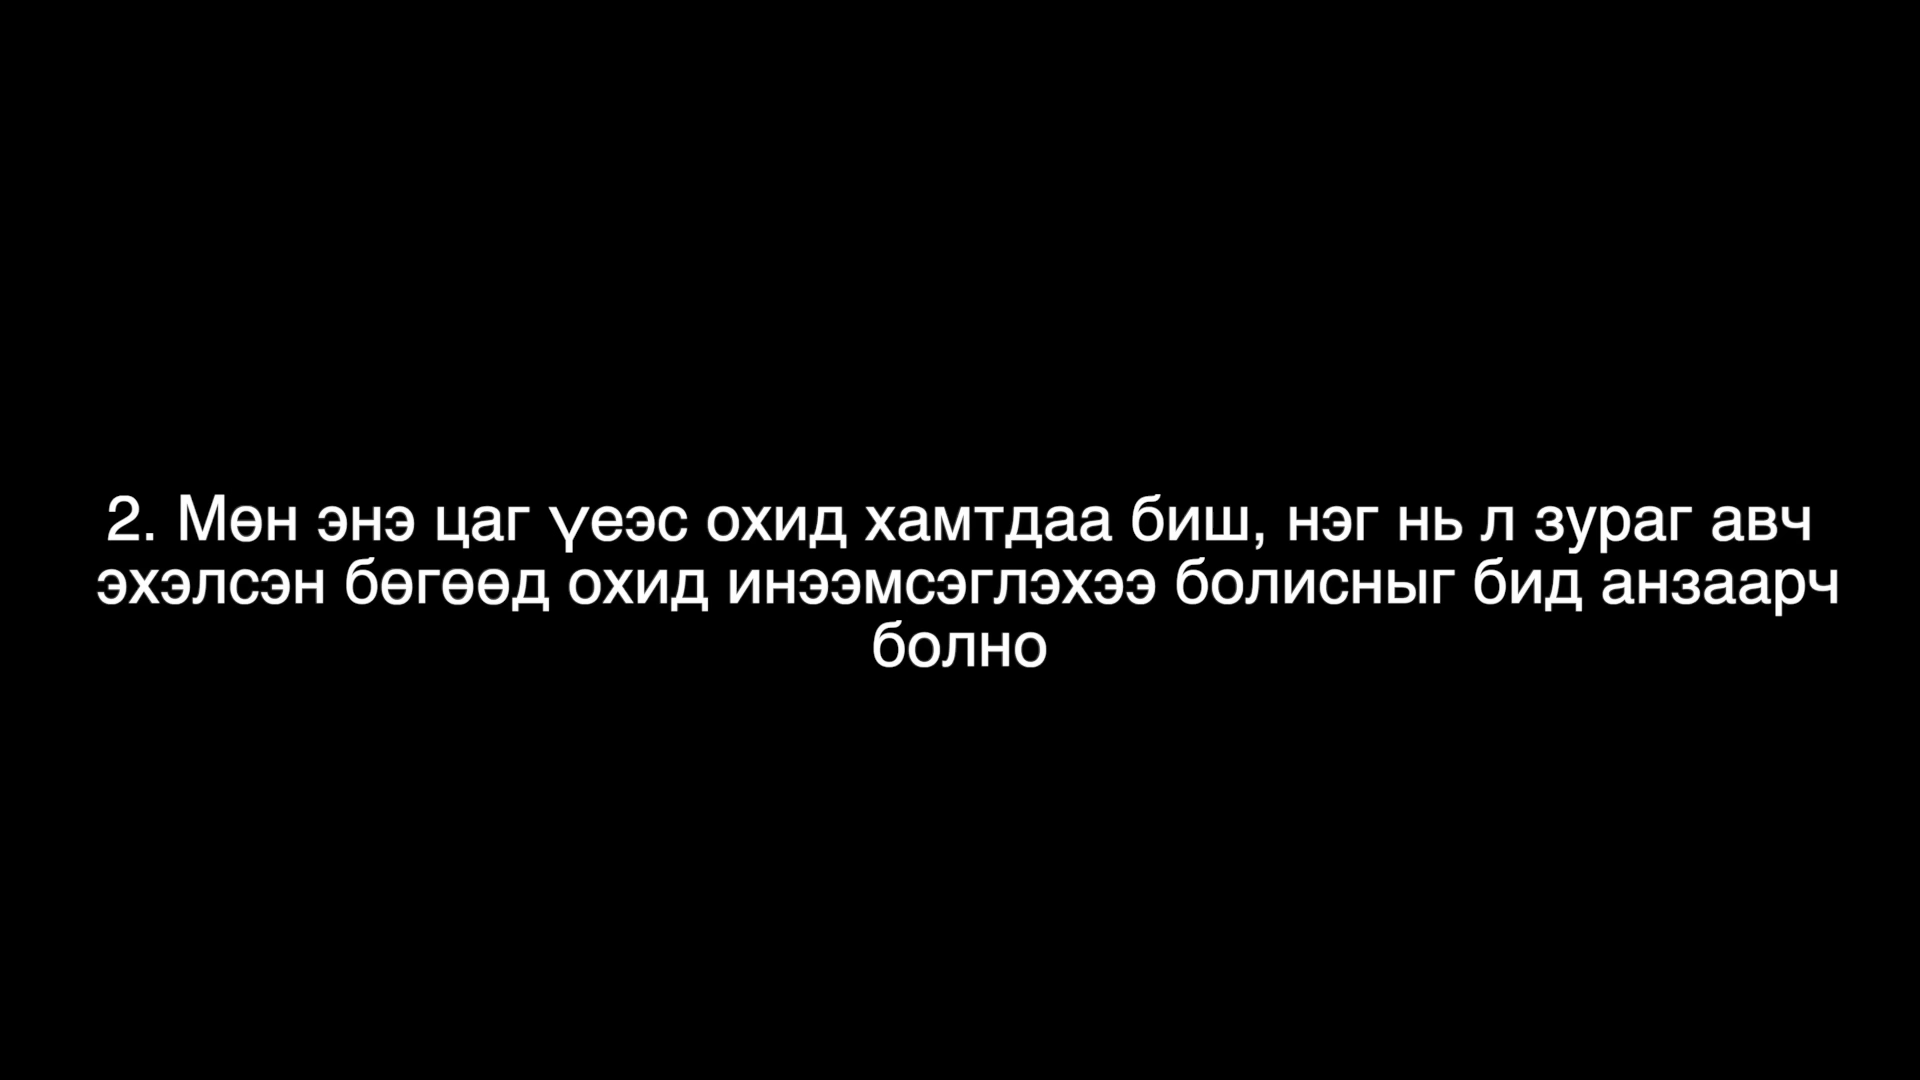 2. Мөн энэ цаг үеэс охид хамтдаа биш, нэг нь л зураг авч
эхэлсэн бөгөөд охид инээмсэглэхээ болисныг бид анзаарч
болно